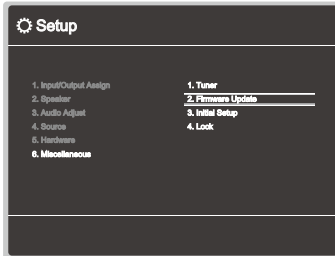 Setup
1. Input/Output Assign
2. Speaker
3. Audio Adjust
4. Source
5. Hardware
6. Miscellaneous
1. Tuner
2. Firmware Update
3. Initial Setup
4. Lock